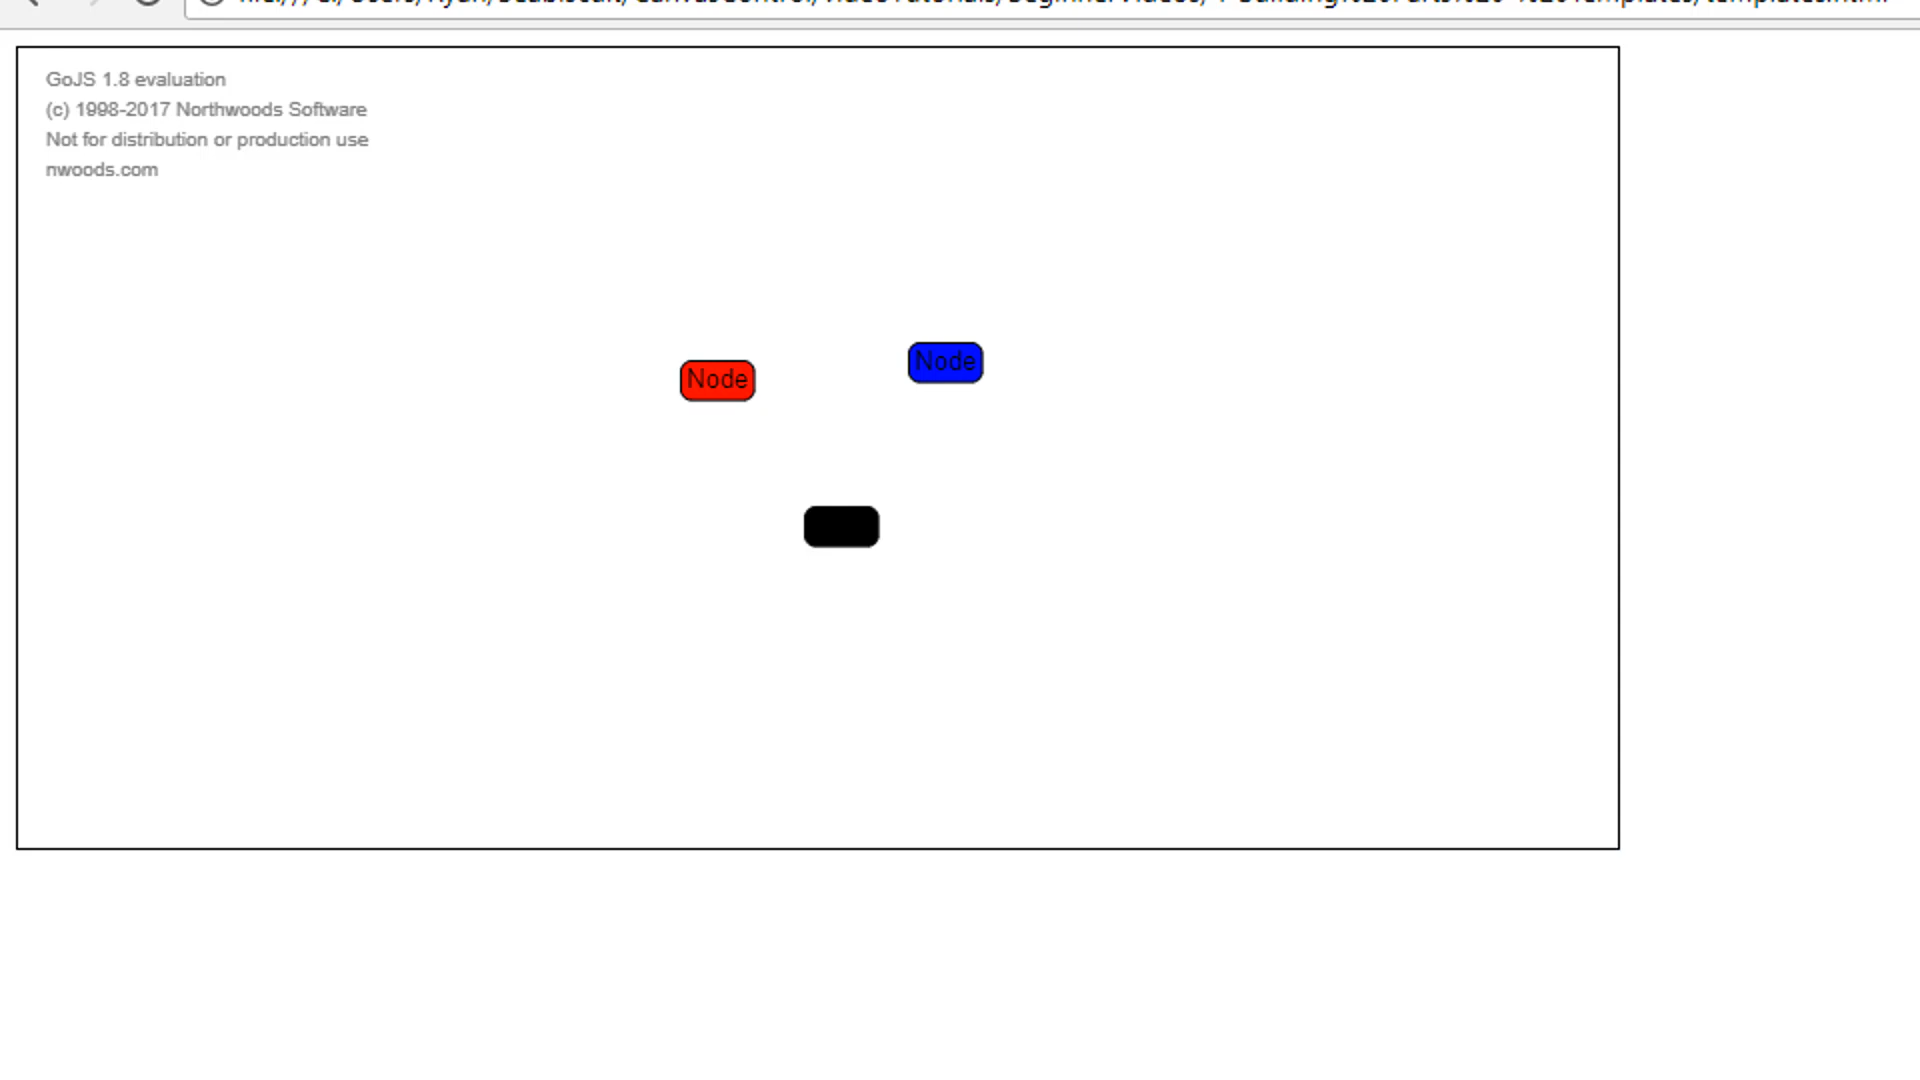 GoJS 1.8 evaluation
(c) 1998-2017 Northwoods Software
Not for distribution or production use
nwoods.com
Node
Node